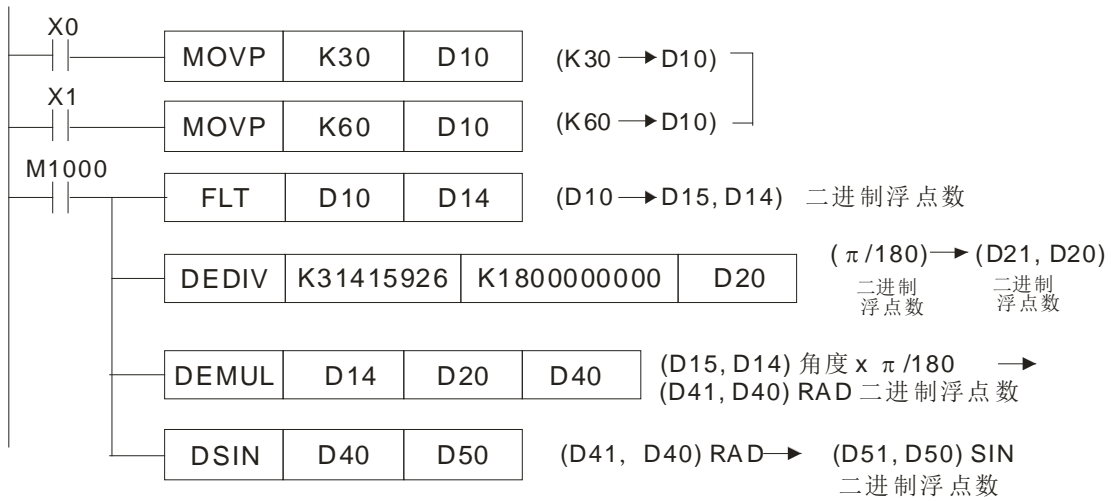 X0
MOVP K30 D10 (K30→D10)
X1
MOVP K60 D10 (K60→D10)
M1000
FLT D10 D14 (D10→D15, D14) 二进制浮点数
DEDIV K31415926 K1800000000 D20 (π/180)→(D21, D20)
二进制 二进制
浮点数 浮点数
DEMUL D14 D20 D40 (D15, D14) 角度 x π/180 →
(D41, D40) RAD 二进制浮点数
DSIN D40 D50 (D41, D40) RAD→ (D51, D50) SIN
二进制浮点数